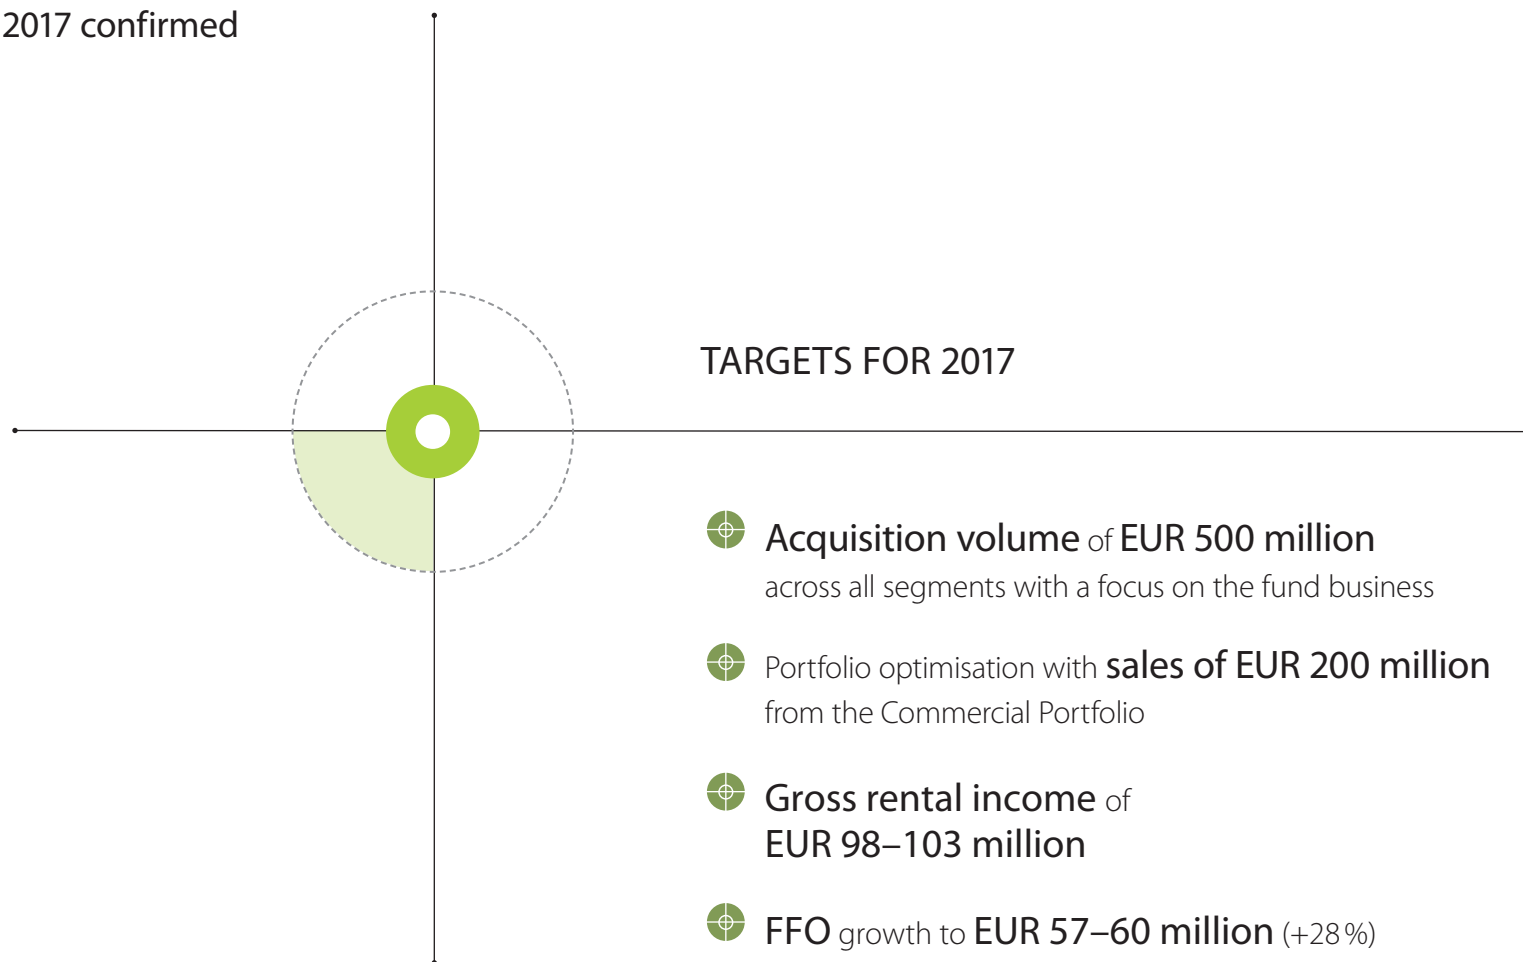 2017 confirmed
TARGETS FOR 2017
Acquisition volume of EUR 500 million
across all segments with a focus on the fund business
Portfolio optimisation with sales of EUR 200 million
from the Commercial Portfolio
Gross rental income of
EUR 98–103 million
FFO growth to EUR 57–60 million (+28 %)